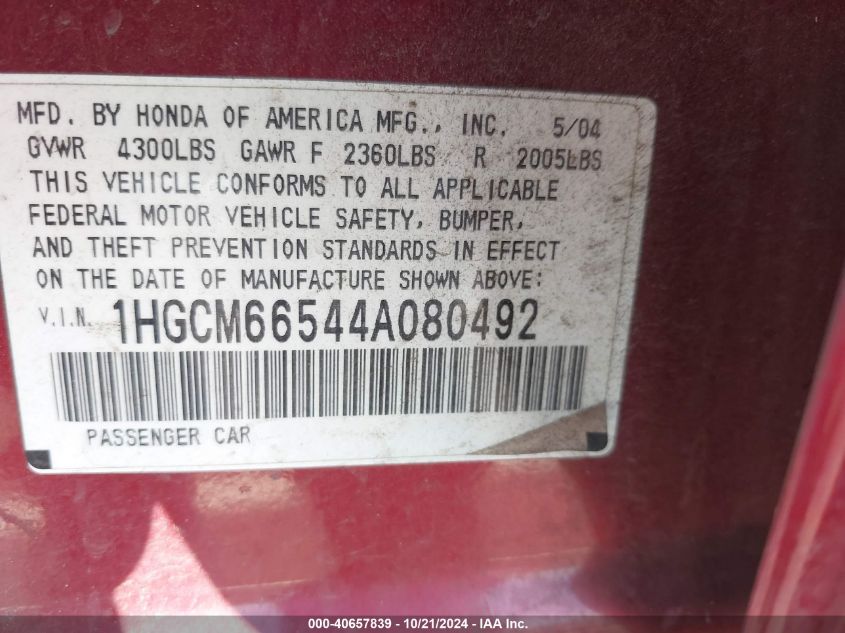 MFD. BY HONDA OF AMERICA MFG., INC. 5/04
GVWR 4300LBS GAWR F 2360LBS R 2005LBS
THIS VEHICLE CONFORMS TO ALL APPLICABLE
FEDERAL MOTOR VEHICLE SAFETY, BUMPER,
AND THEFT PREVENTION STANDARDS IN EFFECT
ON THE DATE OF MANUFACTURE SHOWN ABOVE:
V.I.N. 1HGCM66544A080492
PASSENGER CAR
000-40657839 - 10/21/2024 - IAA Inc.